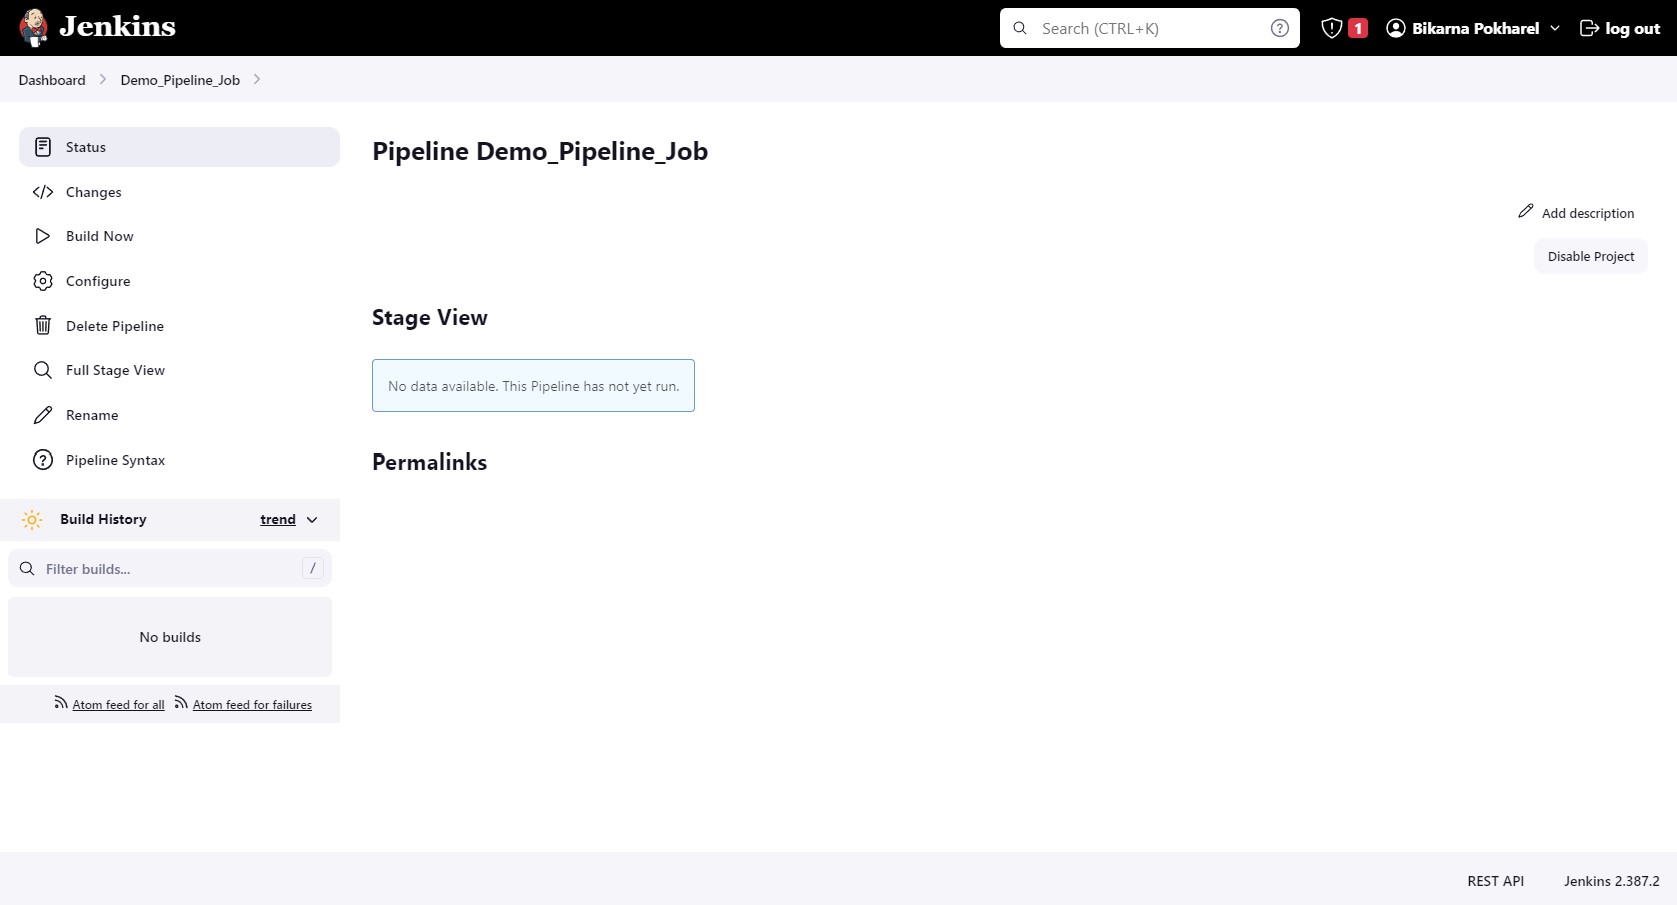 Jenkins
Search (CTRL+K)
?
1
Bikarna Pokharel
log out
Dashboard
Demo_Pipeline_Job
Status
Changes
Build Now
Configure
Delete Pipeline
Full Stage View
Rename
Pipeline Syntax
Build History trend
Filter builds... /
No builds
Atom feed for all Atom feed for failures
Pipeline Demo_Pipeline_Job
Add description
Disable Project
Stage View
No data available. This Pipeline has not yet run.
Permalinks
REST API Jenkins 2.387.2